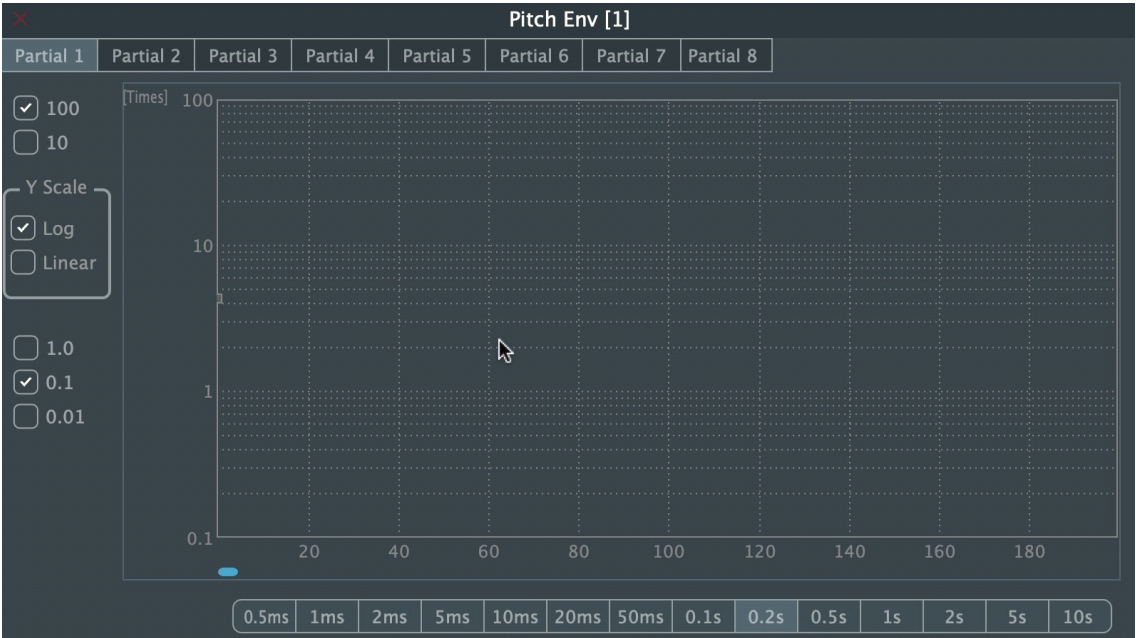 Pitch Env [1]
Partial 1 Partial 2 Partial 3 Partial 4 Partial 5 Partial 6 Partial 7 Partial 8
100
10
Y Scale
Log
Linear
1.0
0.1
0.01
[Times]
100
10
1
0.1
20 40 60 80 100 120 140 160 180
0.5ms 1ms 2ms 5ms 10ms 20ms 50ms 0.1s 0.2s 0.5s 1s 2s 5s 10s